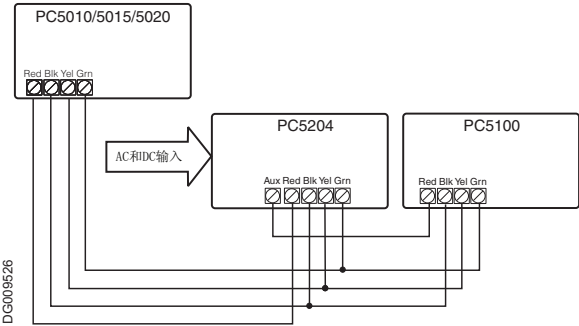 PC5010/5015/5020
Red Blk Yel Grn
PC5204
PC5100
AC和DC输入
Aux Red Blk Yel Grn
Red Blk Yel Grn
DG009526